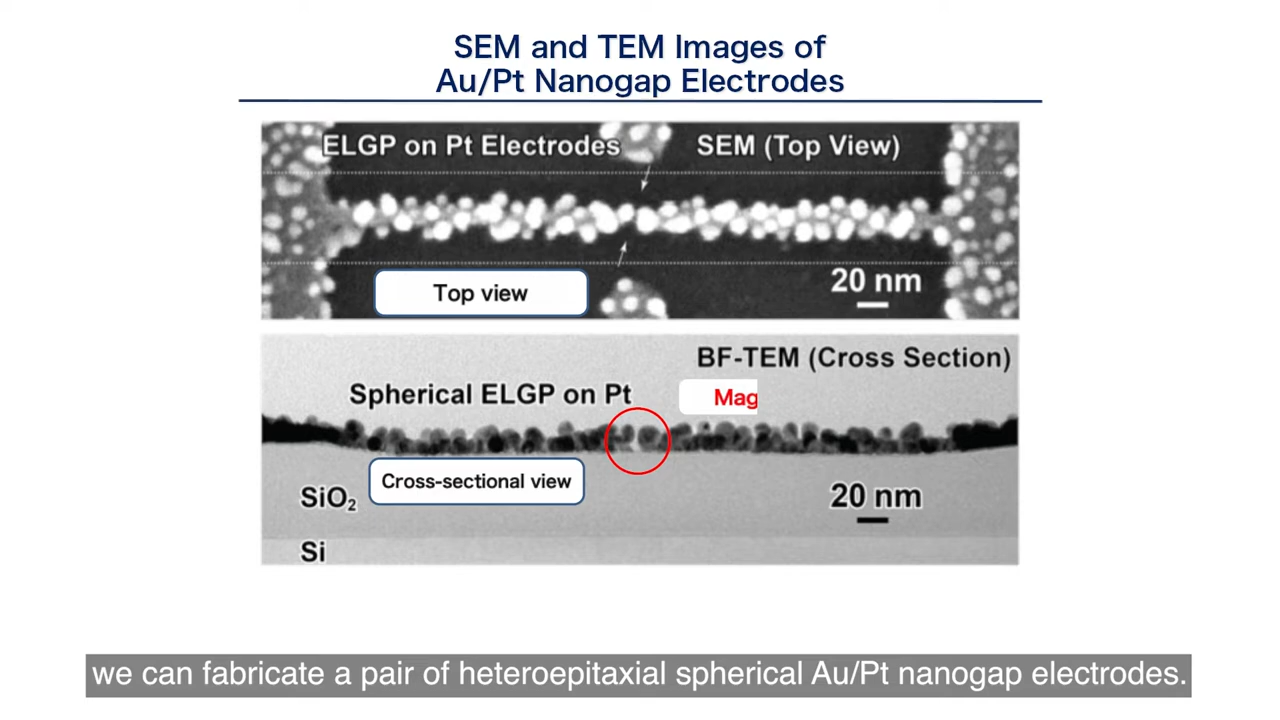 SEM and TEM Images of
Au/Pt Nanogap Electrodes
ELGP on Pt Electrodes
SEM (Top View)
Top view
20 nm
BF-TEM (Cross Section)
Spherical ELGP on Pt
Mag
Cross-sectional view
SiO₂
20 nm
Si
we can fabricate a pair of heteroepitaxial spherical Au/Pt nanogap electrodes.